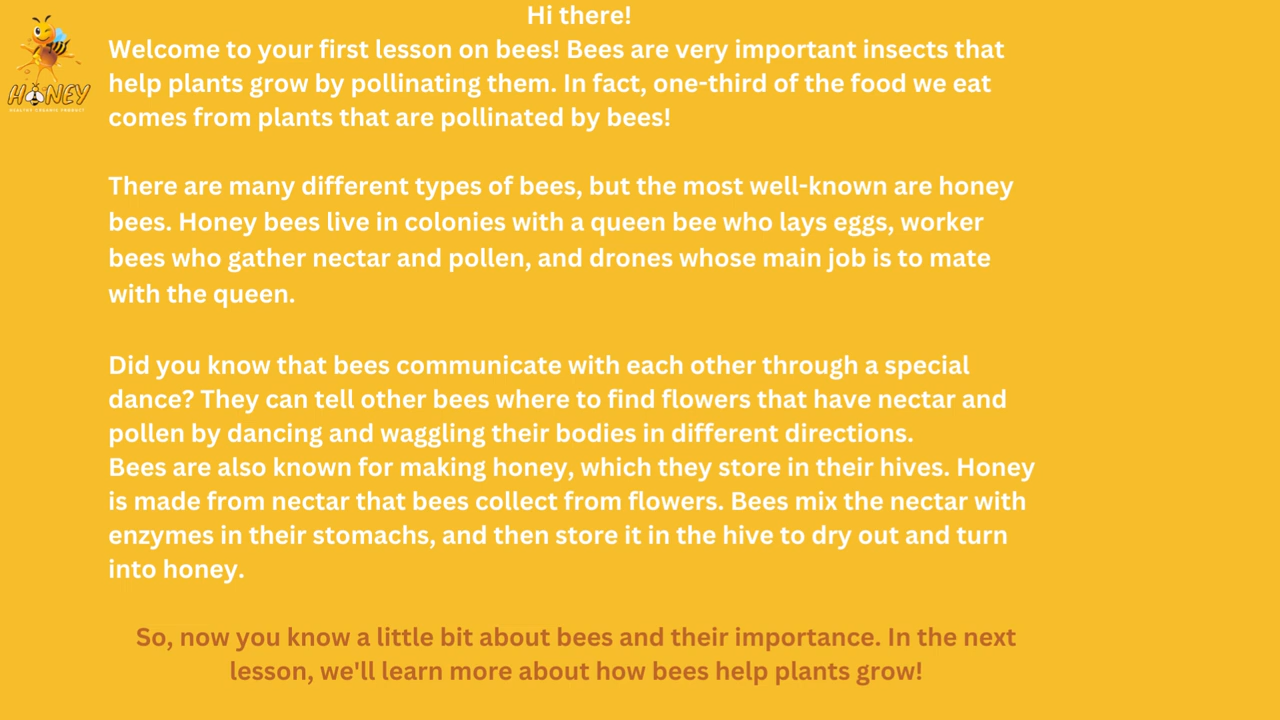 Hi there!
Welcome to your first lesson on bees! Bees are very important insects that
help plants grow by pollinating them. In fact, one-third of the food we eat
comes from plants that are pollinated by bees!
There are many different types of bees, but the most well-known are honey
bees. Honey bees live in colonies with a queen bee who lays eggs, worker
bees who gather nectar and pollen, and drones whose main job is to mate
with the queen.
Did you know that bees communicate with each other through a special
dance? They can tell other bees where to find flowers that have nectar and
pollen by dancing and waggling their bodies in different directions.
Bees are also known for making honey, which they store in their hives. Honey
is made from nectar that bees collect from flowers. Bees mix the nectar with
enzymes in their stomachs, and then store it in the hive to dry out and turn
into honey.
So, now you know a little bit about bees and their importance. In the next
lesson, we'll learn more about how bees help plants grow!
HONEY